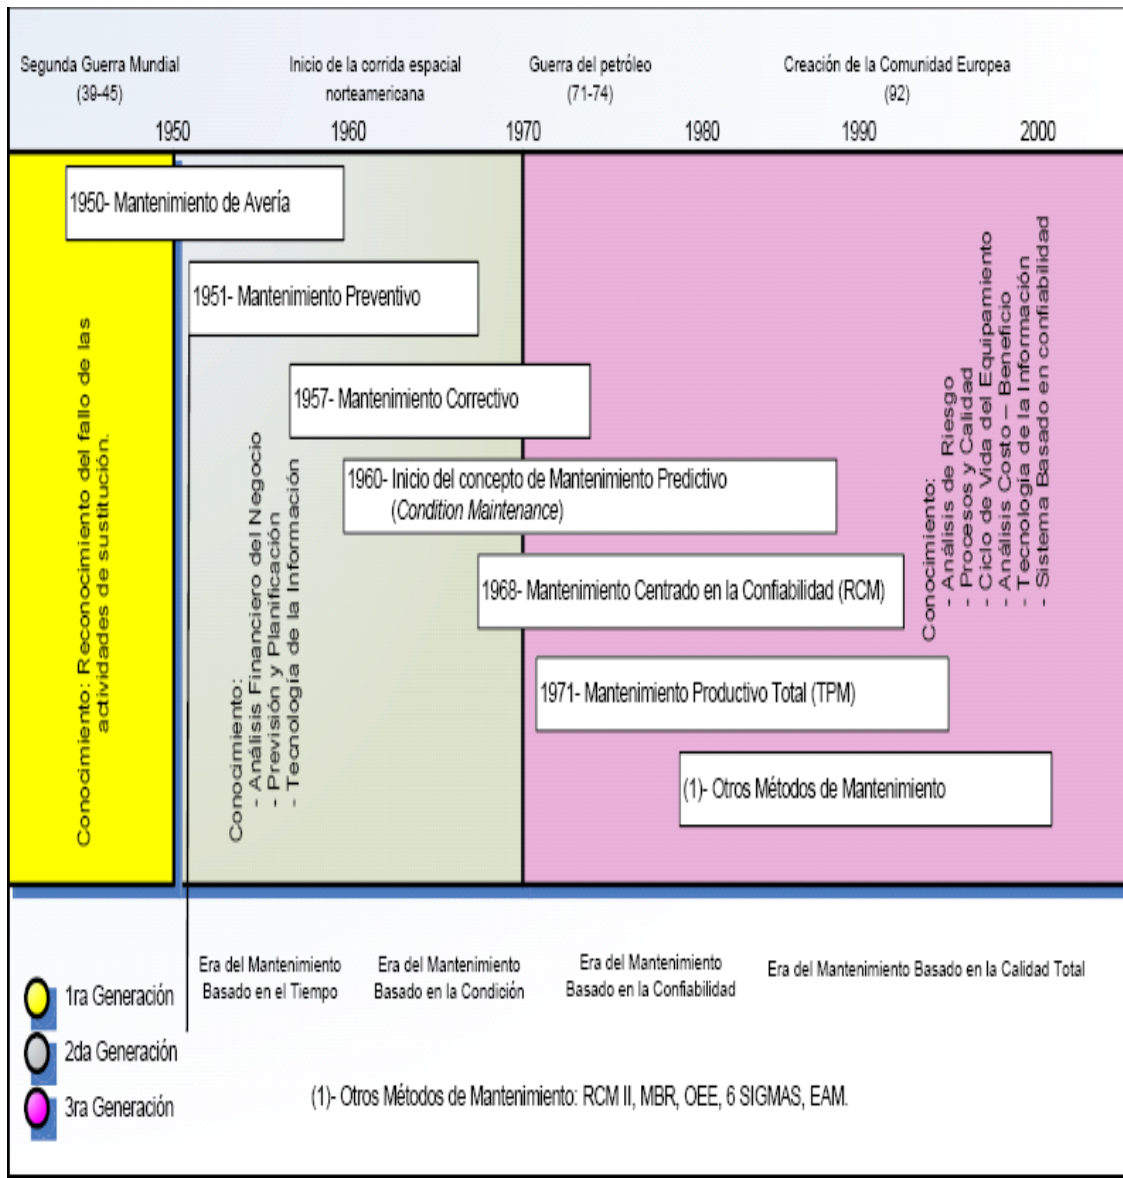 Segunda Guerra Mundial
(39-45)
Inicio de la corrida espacial
norteamericana
Guerra del petróleo
(71-74)
Creación de la Comunidad Europea
(92)
1950
1960
1970
1980
1990
2000
1950- Mantenimiento de Avería
1951- Mantenimiento Preventivo
1957- Mantenimiento Correctivo
1960- Inicio del concepto de Mantenimiento Predictivo
(Condition Maintenance)
1968- Mantenimiento Centrado en la Confiabilidad (RCM)
1971- Mantenimiento Productivo Total (TPM)
(1)- Otros Métodos de Mantenimiento
Conocimiento: Reconocimiento del fallo de las
actividades de sustitución.
Conocimiento:
- Análisis Financiero del Negocio
- Previsión y Planificación
- Tecnología de la Información
Conocimiento:
- Análisis de Riesgo
- Procesos y Calidad
- Ciclo de Vida del Equipamiento
- Análisis Costo – Beneficio
- Tecnología de la Información
- Sistema Basado en confiabilidad
Era del Mantenimiento
Basado en el Tiempo
Era del Mantenimiento
Basado en la Condición
Era del Mantenimiento
Basado en la Confiabilidad
Era del Mantenimiento Basado en la Calidad Total
1ra Generación
2da Generación
3ra Generación
(1)- Otros Métodos de Mantenimiento: RCM II, MBR, OEE, 6 SIGMAS, EAM.